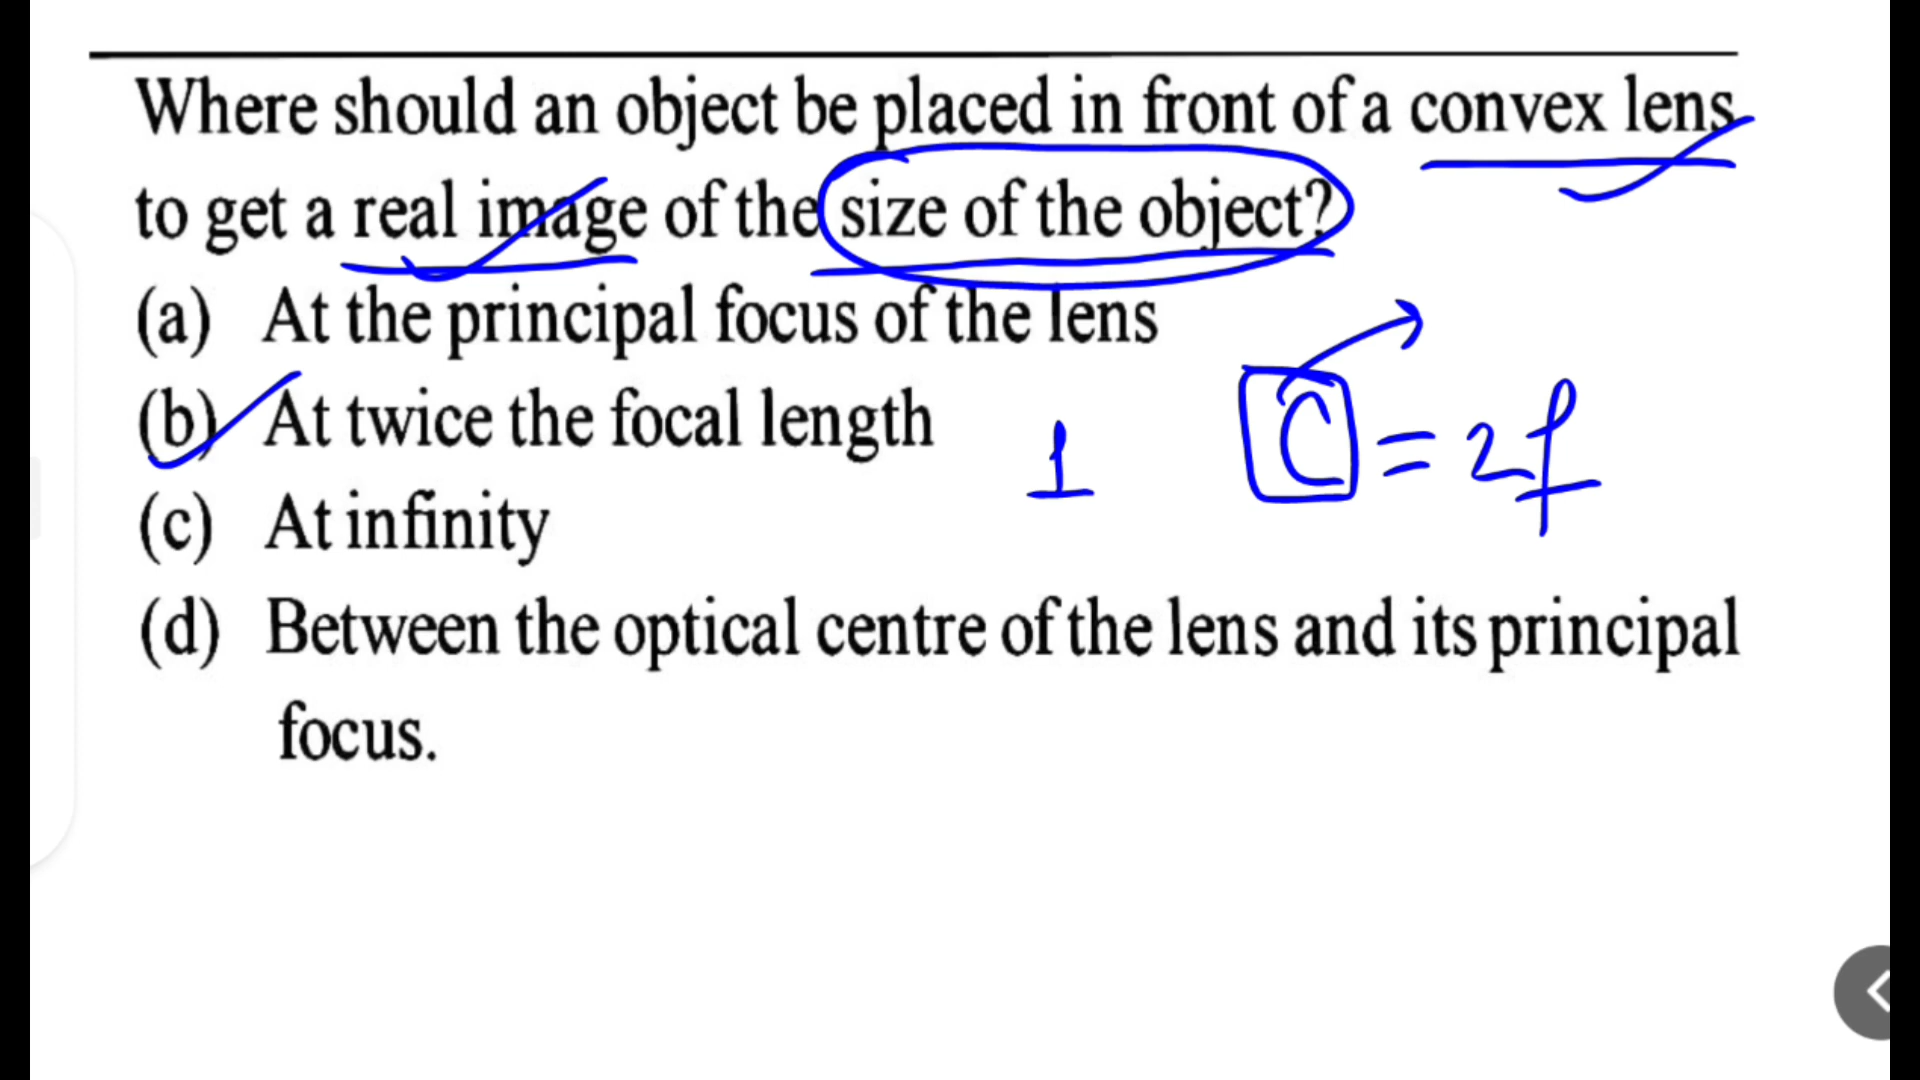 Where should an object be placed in front of a convex lens
to get a real image of the size of the object?
(a) At the principal focus of the lens
(b) At twice the focal length
1 C = 2f
(c) At infinity
(d) Between the optical centre of the lens and its principal
focus.